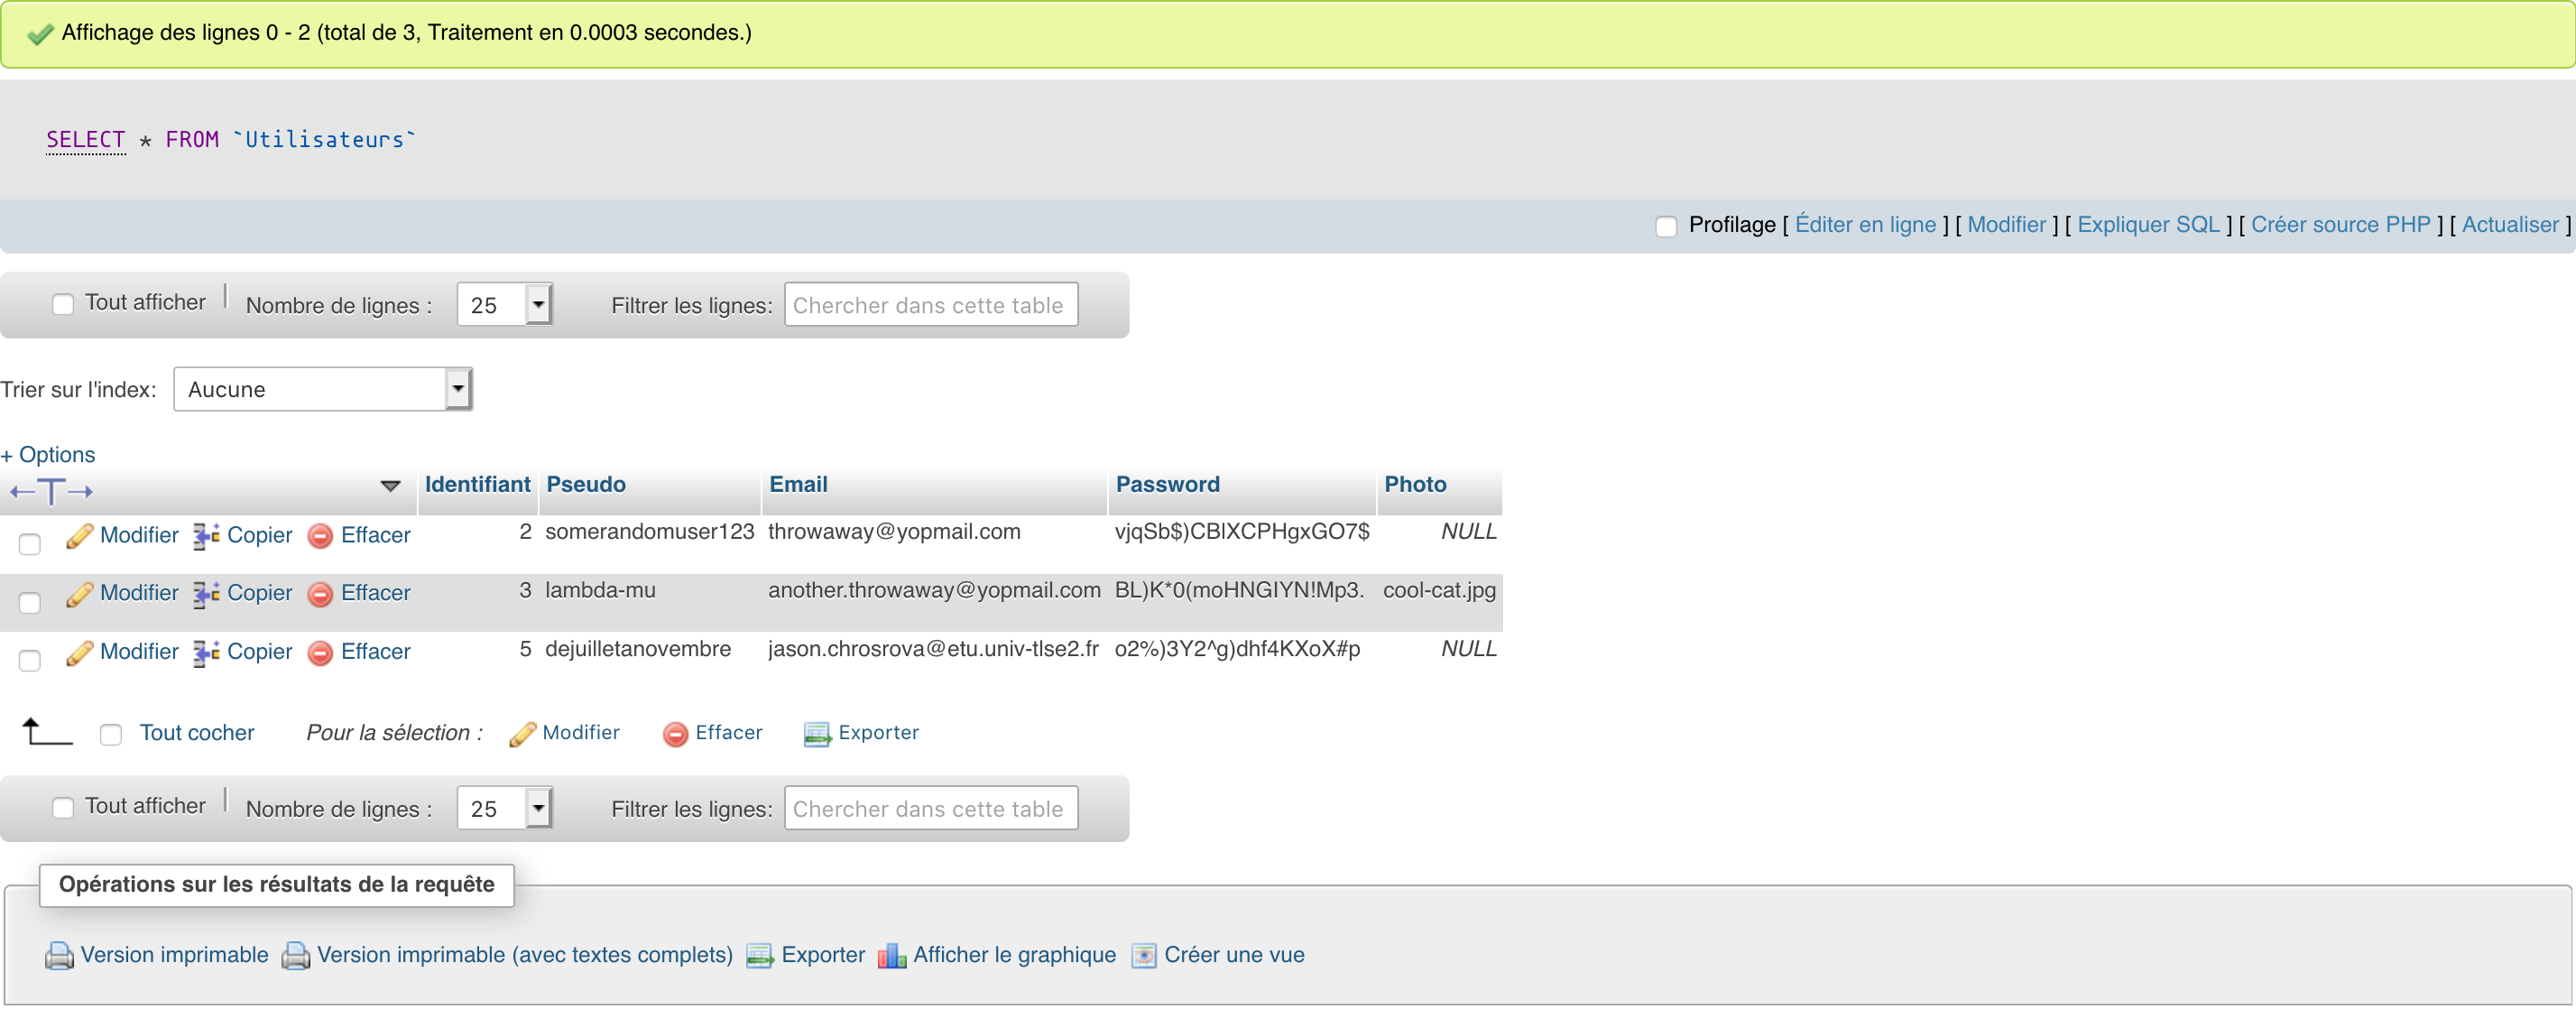 Affichage des lignes 0 - 2 (total de 3, Traitement en 0.0003 secondes.)
SELECT * FROM `Utilisateurs`
Profilage [ Éditer en ligne ] [ Modifier ] [ Expliquer SQL ] [ Créer source PHP ] [ Actualiser ]
Tout afficher | Nombre de lignes : 25 Filtrer les lignes: Chercher dans cette table
Trier sur l'index: Aucune
+ Options
←T→ Identifiant Pseudo Email Password Photo
Modifier Copier Effacer 2 somerandomuser123 throwaway@yopmail.com vjqSb$)CBlXCPHgxGO7$ NULL
Modifier Copier Effacer 3 lambda-mu another.throwaway@yopmail.com BL)K*0(moHNGIYN!Mp3. cool-cat.jpg
Modifier Copier Effacer 5 dejuilletanovembre jason.chrosrova@etu.univ-tlse2.fr o2%)3Y2^g)dhf4KXoX#p NULL
Tout cocher Pour la sélection : Modifier Effacer Exporter
Tout afficher | Nombre de lignes : 25 Filtrer les lignes: Chercher dans cette table
Opérations sur les résultats de la requête
Version imprimable Version imprimable (avec textes complets) Exporter Afficher le graphique Créer une vue